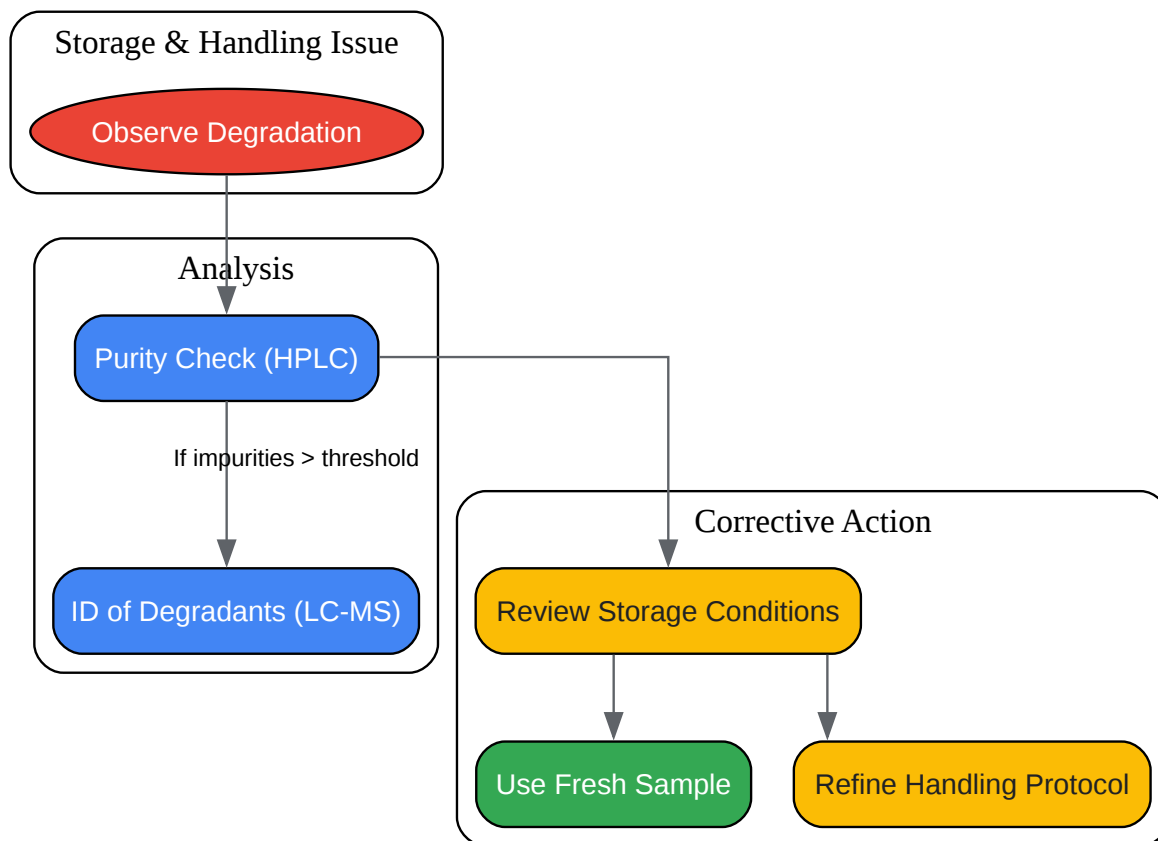 Storage & Handling Issue
Observe Degradation
Analysis
Purity Check (HPLC)
If impurities > threshold
ID of Degradants (LC-MS)
Corrective Action
Review Storage Conditions
Use Fresh Sample
Refine Handling Protocol